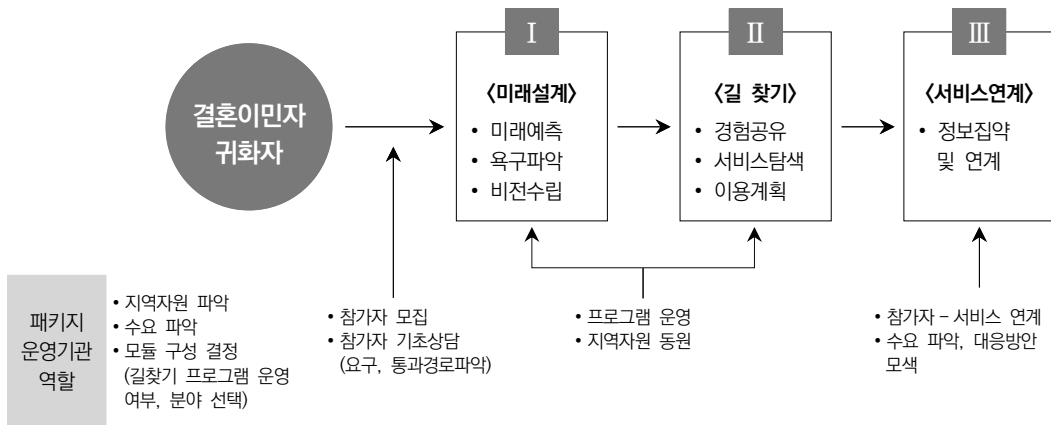 결혼이민자
귀화자
Ⅰ
〈미래설계〉
• 미래예측
• 욕구파악
• 비전수립
Ⅱ
〈길 찾기〉
• 경험공유
• 서비스탐색
• 이용계획
Ⅲ
〈서비스연계〉
• 정보집약
및 연계
패키지
운영기관
역할
• 지역자원 파악
• 수요 파악
• 모듈 구성 결정
(길찾기 프로그램 운영
여부, 분야 선택)
• 참가자 모집
• 참가자 기초상담
(요구, 통과경로파악)
• 프로그램 운영
• 지역자원 동원
• 참가자 – 서비스 연계
• 수요 파악, 대응방안
모색